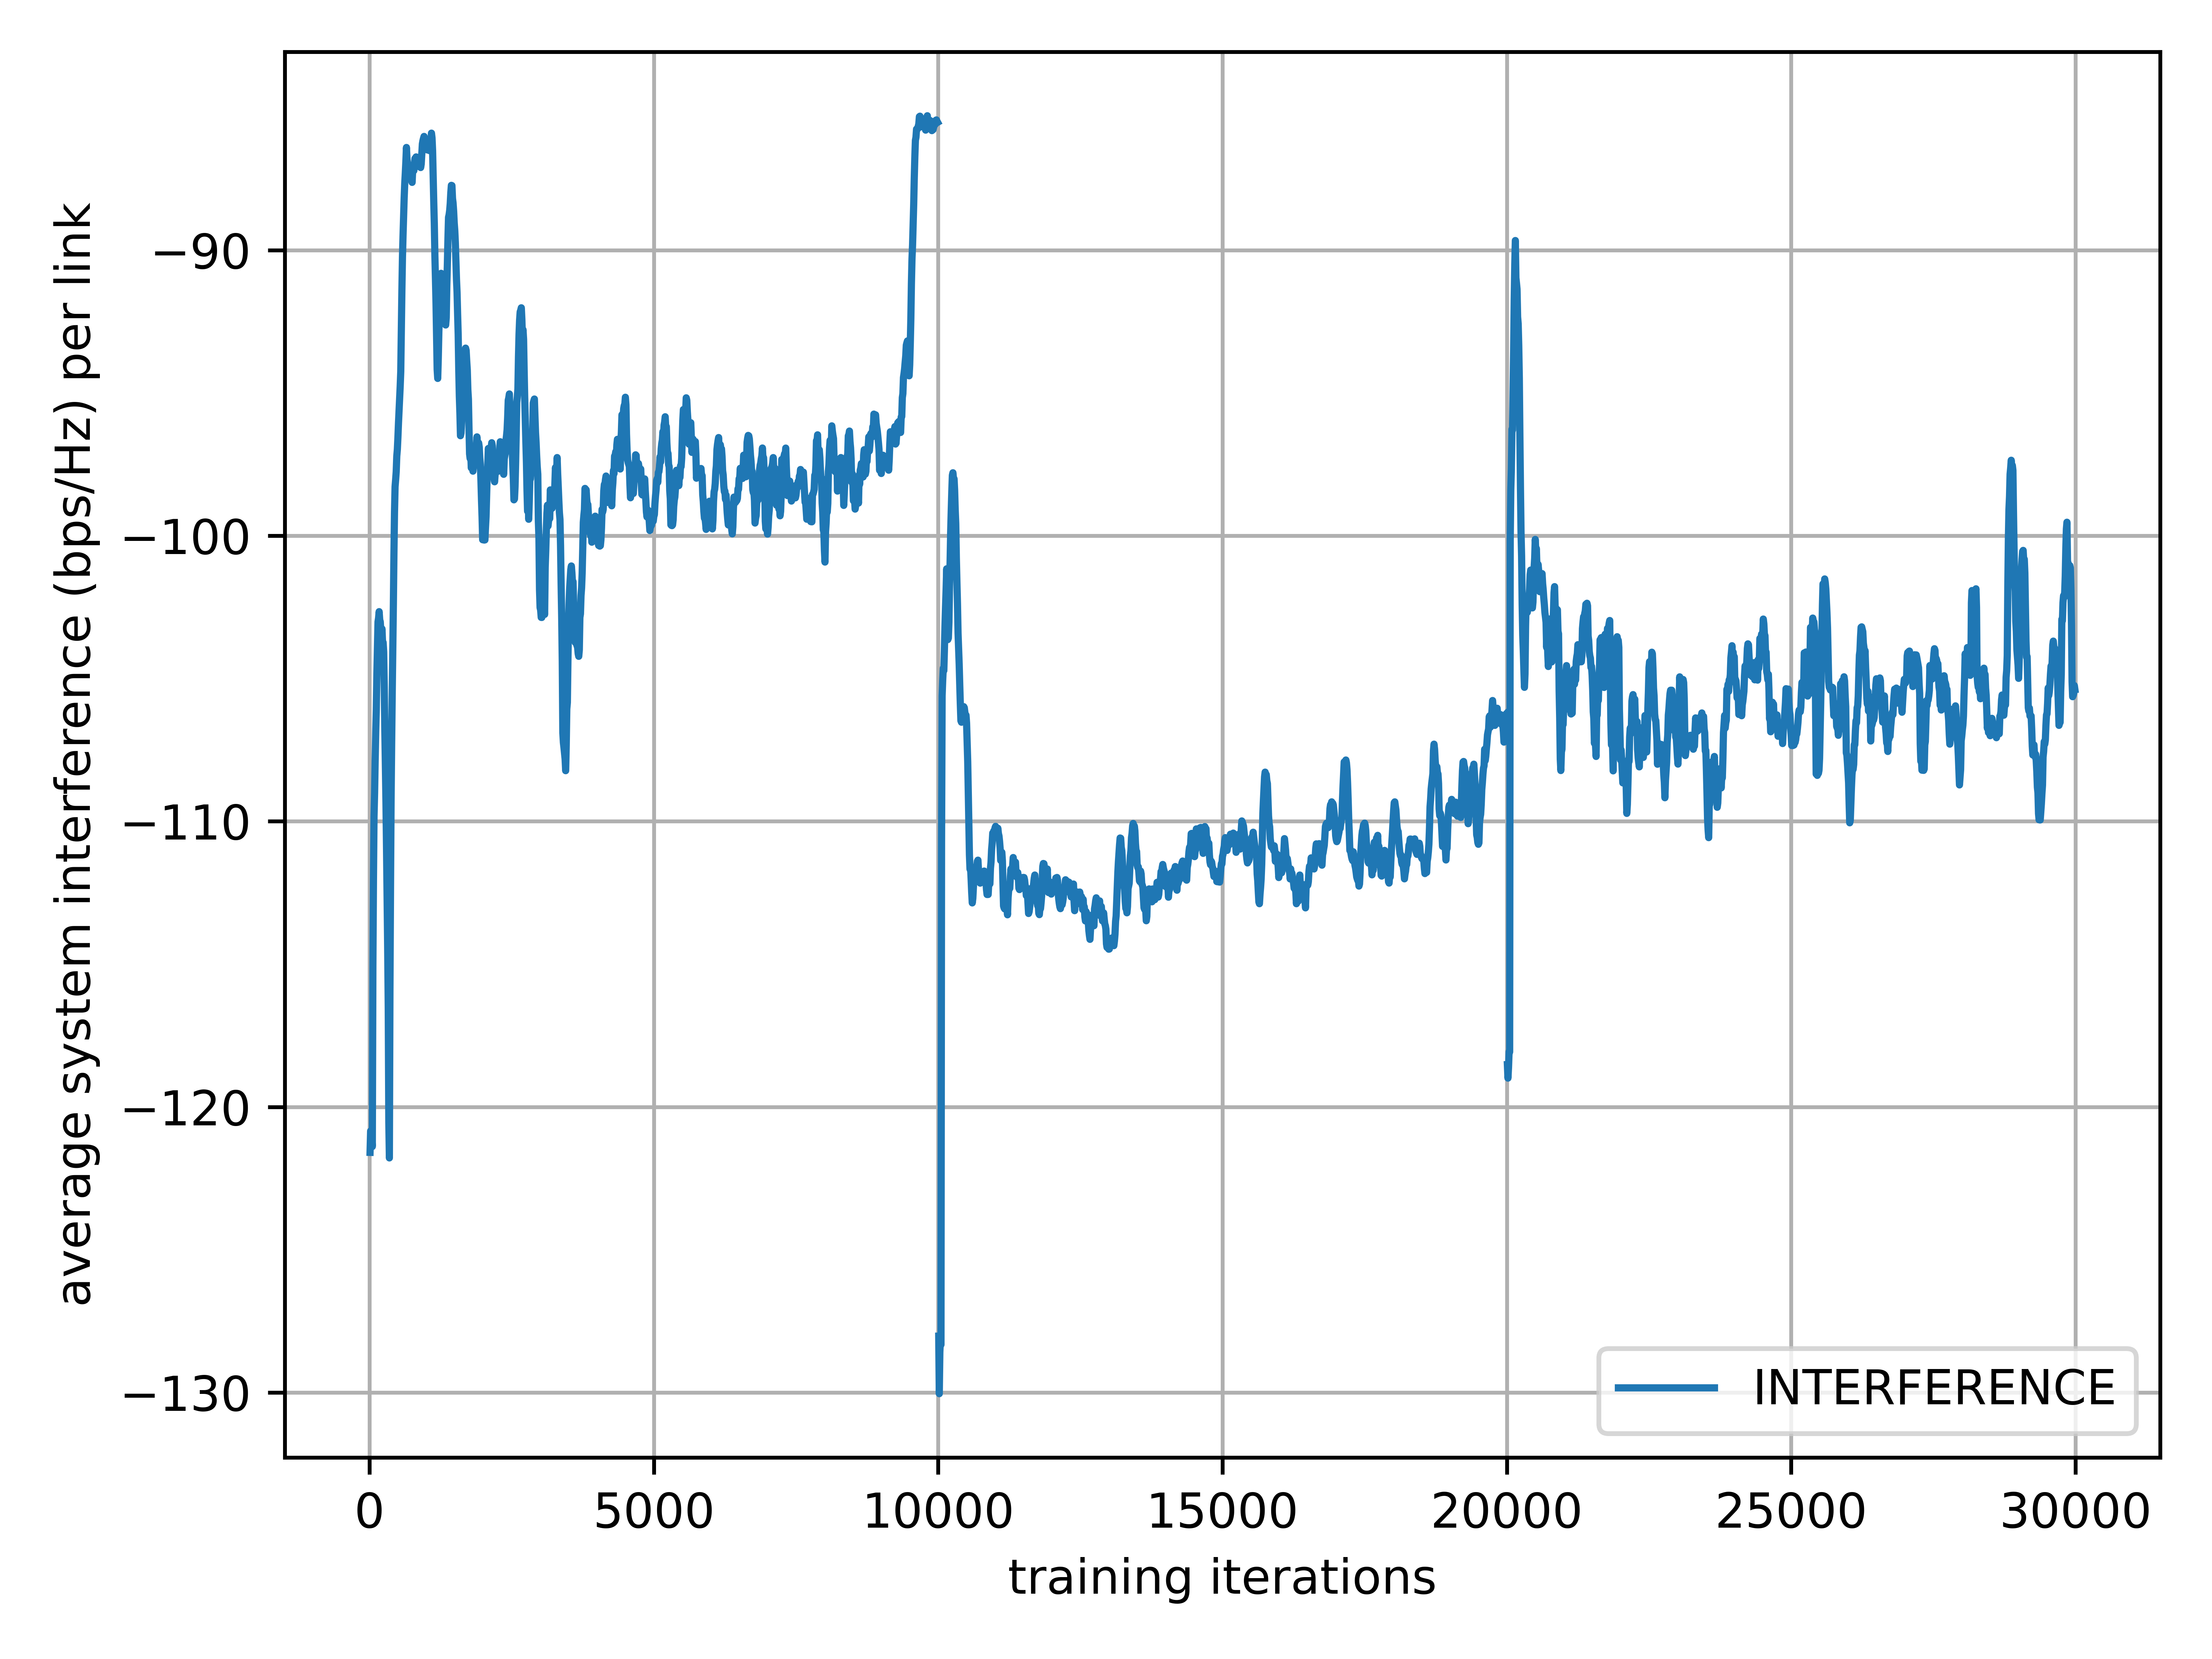 average system interference (bps/Hz) per link
−90
−100
−110
−120
−130
INTERFERENCE
0 5000 10000 15000 20000 25000 30000
training iterations